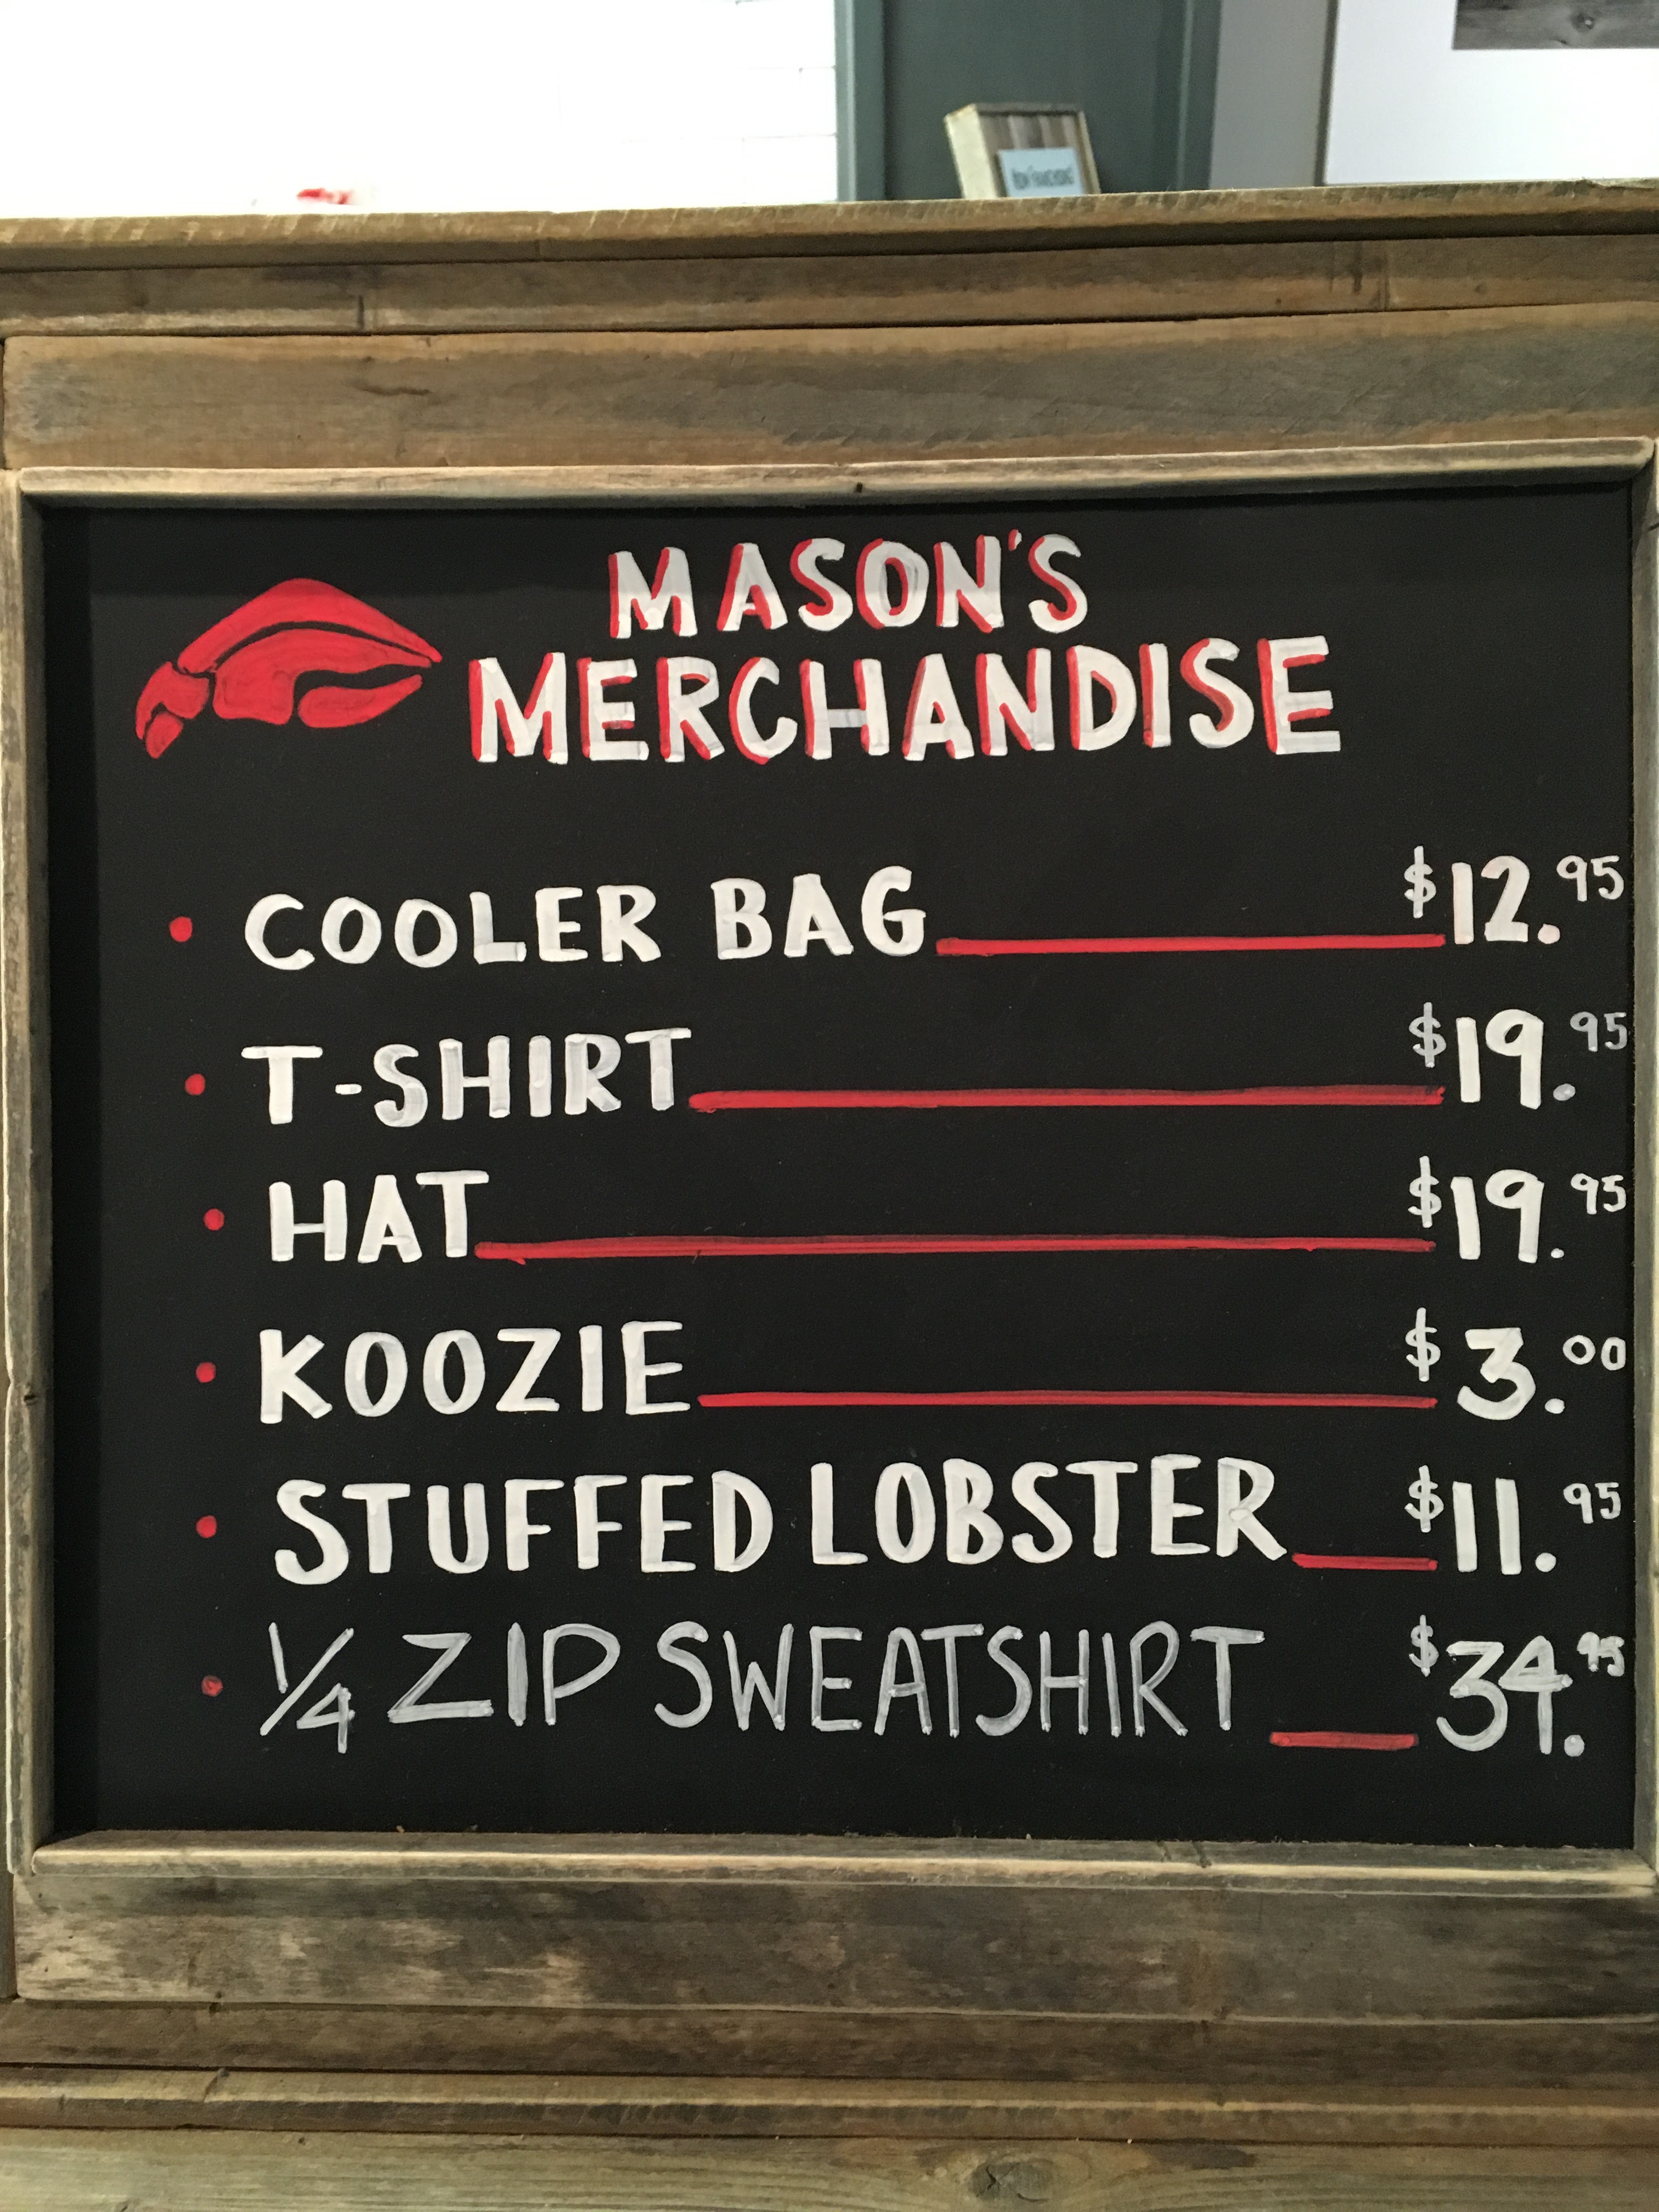 MASON'S
MERCHANDISE
• COOLER BAG $12.95
• T-SHIRT $19.95
• HAT $19.95
• KOOZIE $3.00
• STUFFED LOBSTER $11.95
• 1/4 ZIP SWEATSHIRT $34.95